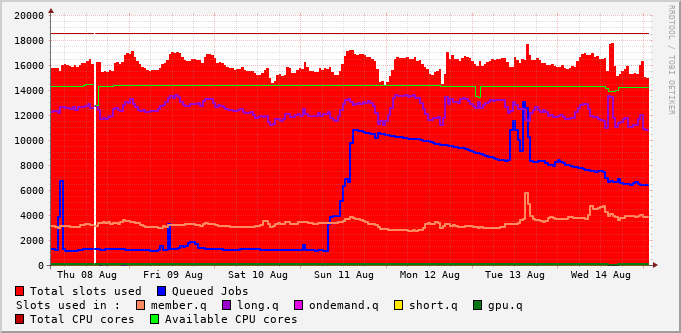 RRDTOOL / TOBI OETIKER
20000
18000
16000
14000
12000
10000
8000
6000
4000
2000
0
Thu 08 Aug Fri 09 Aug Sat 10 Aug Sun 11 Aug Mon 12 Aug Tue 13 Aug Wed 14 Aug
Total slots used Queued Jobs
Slots used in : member.q long.q ondemand.q short.q gpu.q
Total CPU cores Available CPU cores